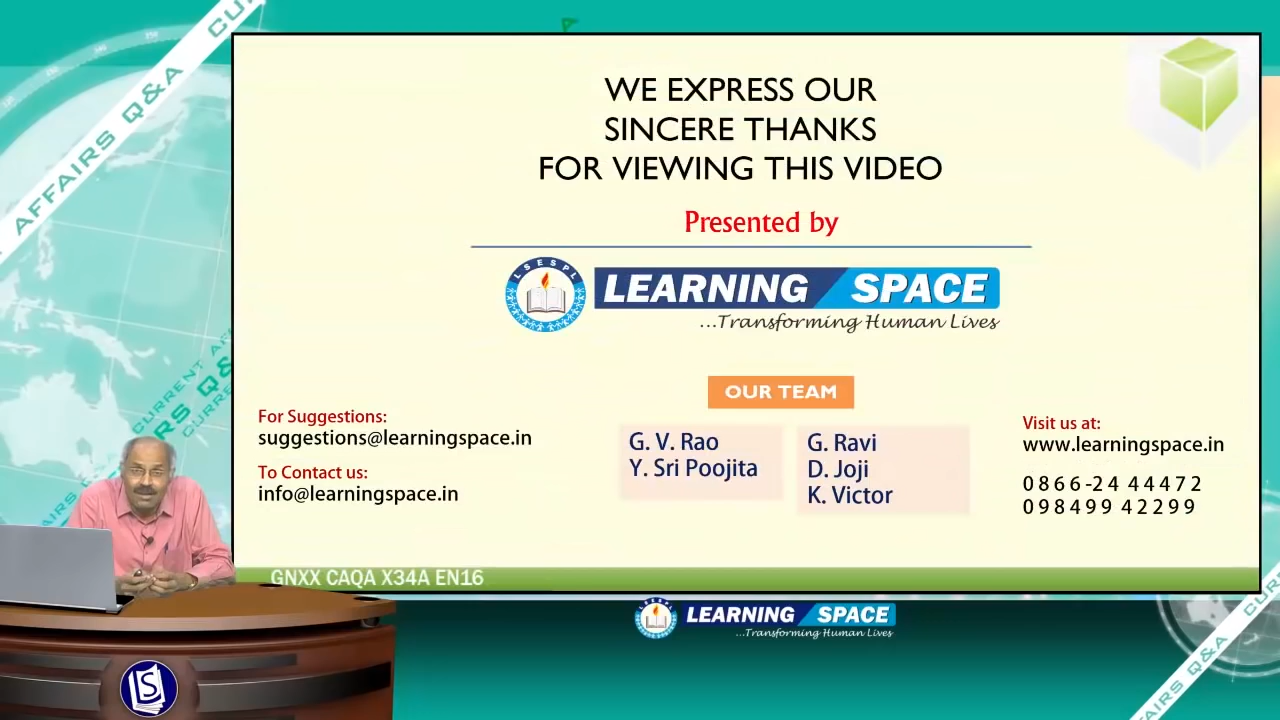 CU
AFFAIRS Q&A
WE EXPRESS OUR
SINCERE THANKS
FOR VIEWING THIS VIDEO
Presented by
LSESPL
LEARNING SPACE
...Transforming Human Lives
OUR TEAM
For Suggestions:
suggestions@learningspace.in
To Contact us:
info@learningspace.in
G. V. Rao
Y. Sri Poojita
G. Ravi
D. Joji
K. Victor
Visit us at:
www.learningspace.in
0866-24 44472
098499 42299
GNXX CAQA X34A EN16
LEARNING SPACE
...Transforming Human Lives
LS
AIRS Q&A